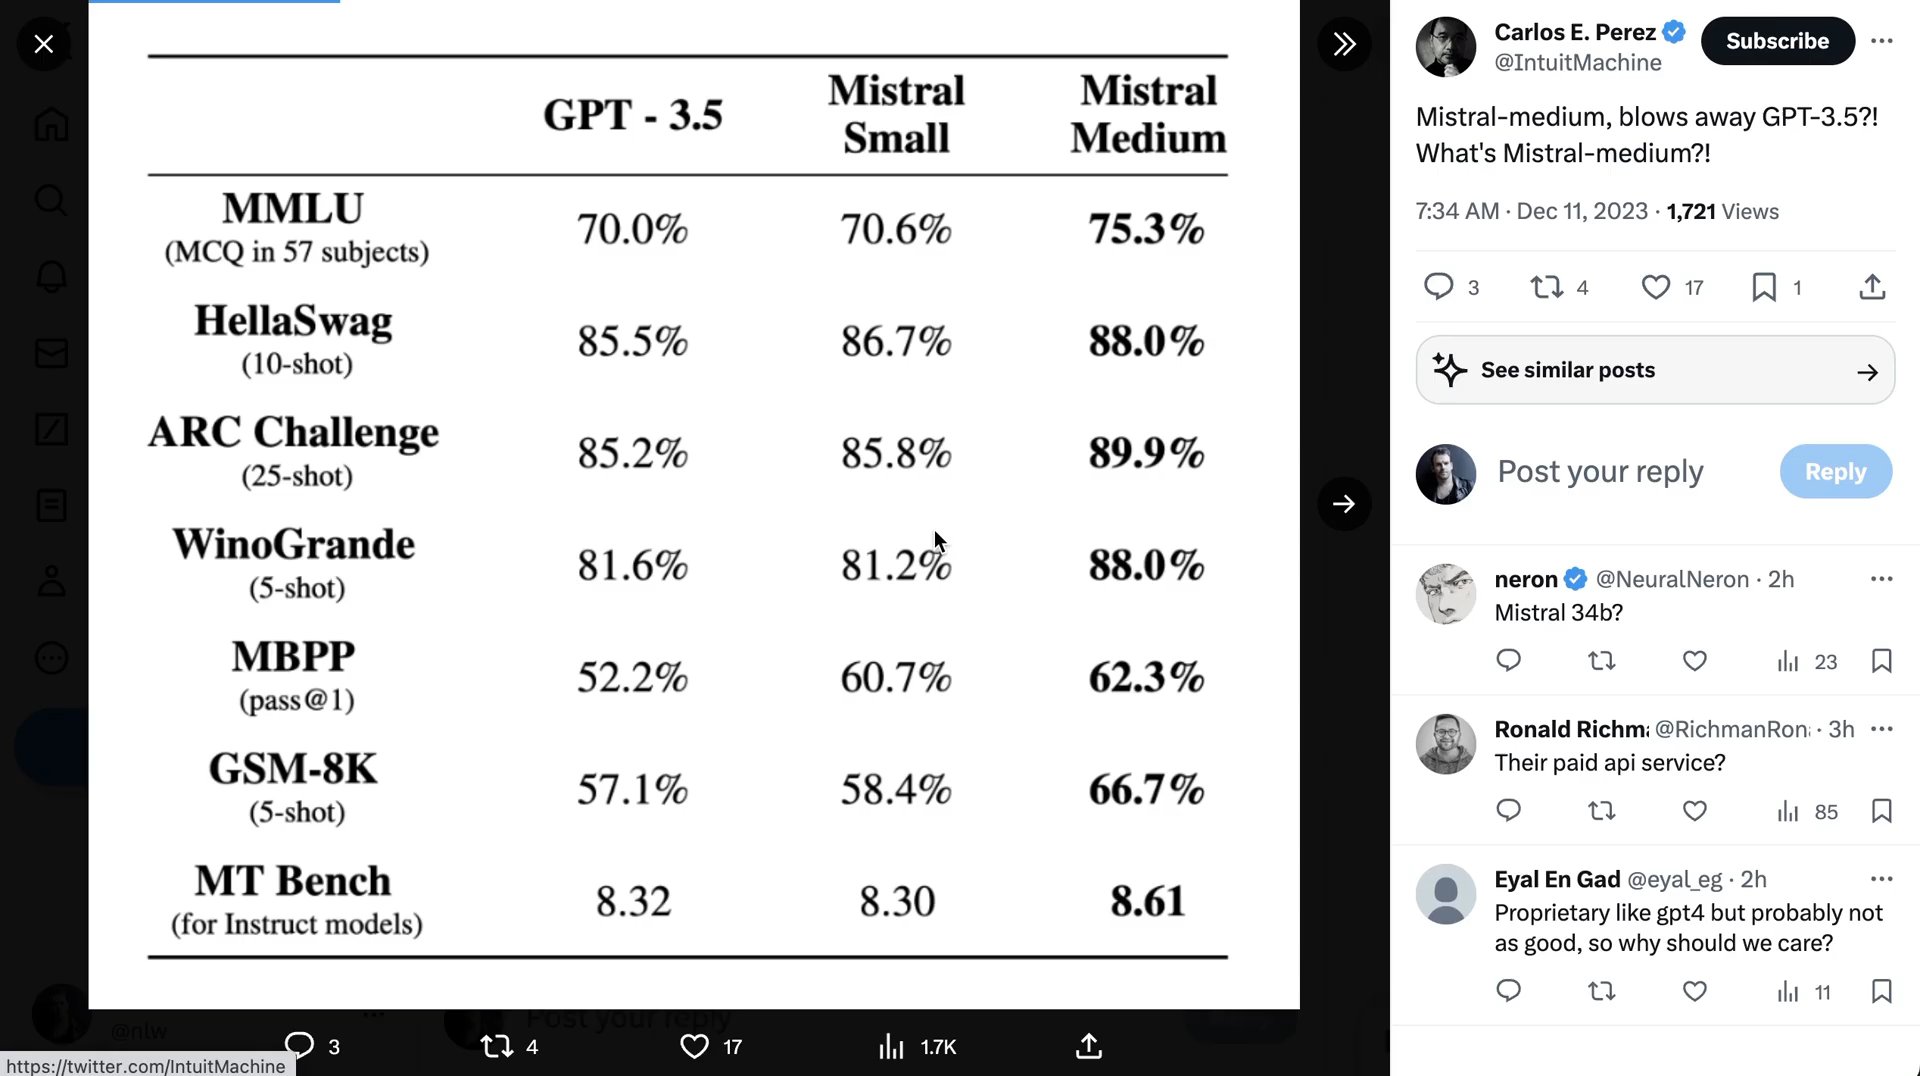 GPT - 3.5
Mistral Small
Mistral Medium
MMLU 70.0% 70.6% 75.3%
(MCQ in 57 subjects)
HellaSwag 85.5% 86.7% 88.0%
(10-shot)
ARC Challenge 85.2% 85.8% 89.9%
(25-shot)
WinoGrande 81.6% 81.2% 88.0%
(5-shot)
MBPP 52.2% 60.7% 62.3%
(pass@1)
GSM-8K 57.1% 58.4% 66.7%
(5-shot)
MT Bench 8.32 8.30 8.61
(for Instruct models)
@nlw
Post your reply
3 4 17 1.7K
https://twitter.com/IntuitMachine
Carlos E. Perez
@IntuitMachine
Subscribe
Mistral-medium, blows away GPT-3.5?!
What's Mistral-medium?!
7:34 AM · Dec 11, 2023 · 1,721 Views
3 4 17 1
See similar posts
Post your reply
Reply
neron @NeuralNeron · 2h
Mistral 34b?
23
Ronald Richm @RichmanRon · 3h
Their paid api service?
85
Eyal En Gad @eyal_eg · 2h
Proprietary like gpt4 but probably not
as good, so why should we care?
11